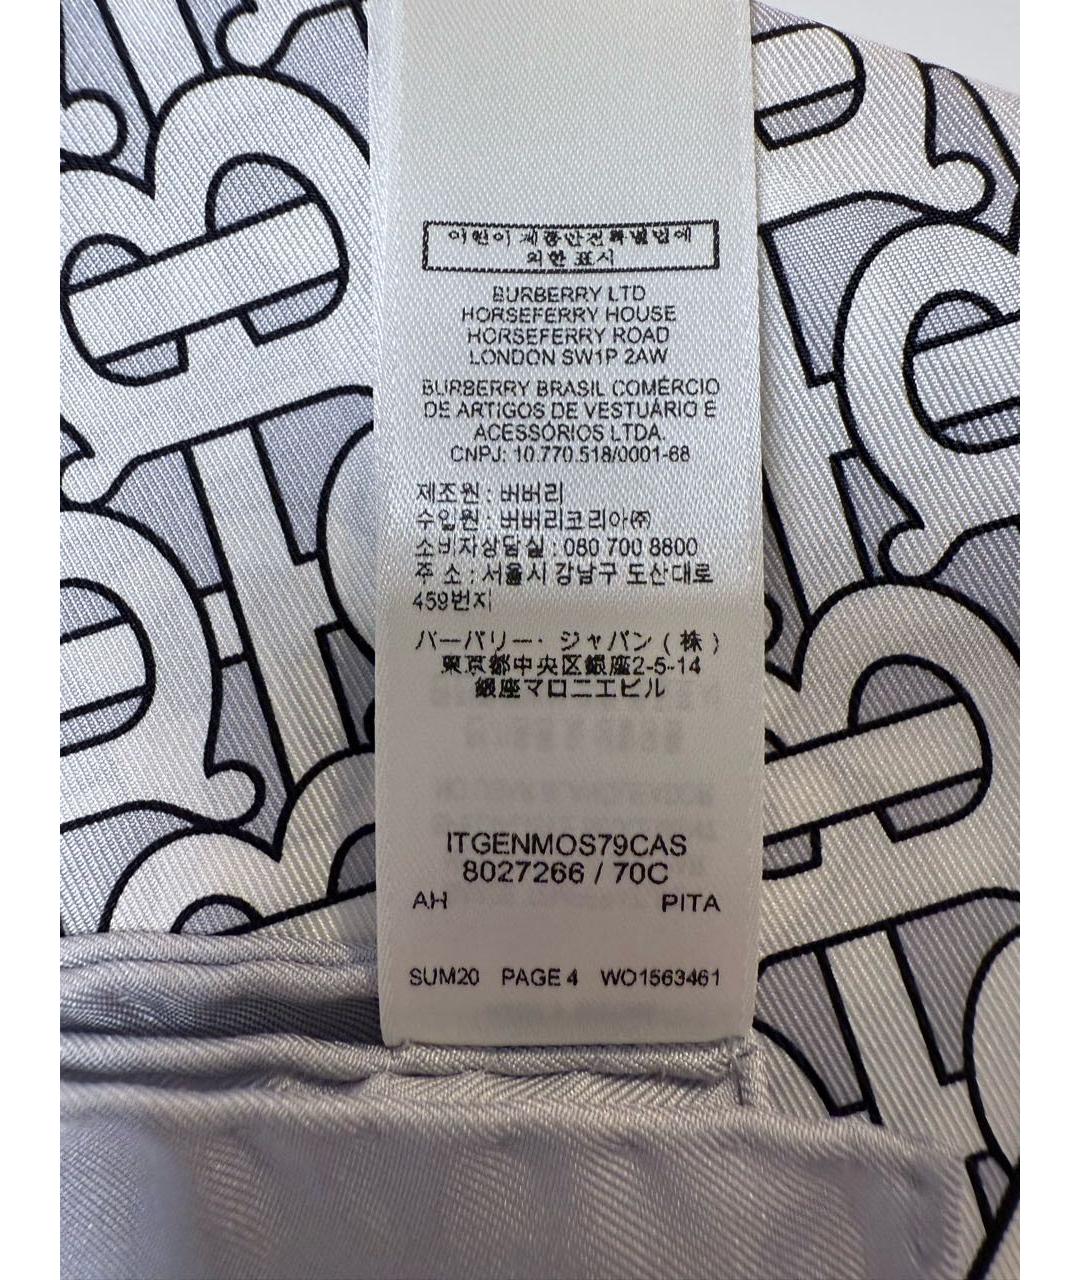 어린이제품안전특별법에
의한 표시
BURBERRY LTD
HORSEFERRY HOUSE
HORSEFERRY ROAD
LONDON SW1P 2AW
BURBERRY BRASIL COMÉRCIO
DE ARTIGOS DE VESTUÁRIO E
ACESSÓRIOS LTDA.
CNPJ: 10.770.518/0001-68
제조원 : 버버리
수입원 : 버버리코리아㈜
소비자상담실 : 080 700 8800
주 소 : 서울시 강남구 도산대로
459번지
バーバリー・ジャパン ( 株 )
東京都中央区銀座2-5-14
銀座マロニエビル
ITGENMOS79CAS
8027266 / 70C
AH PITA
SUM20 PAGE 4 WO1563461